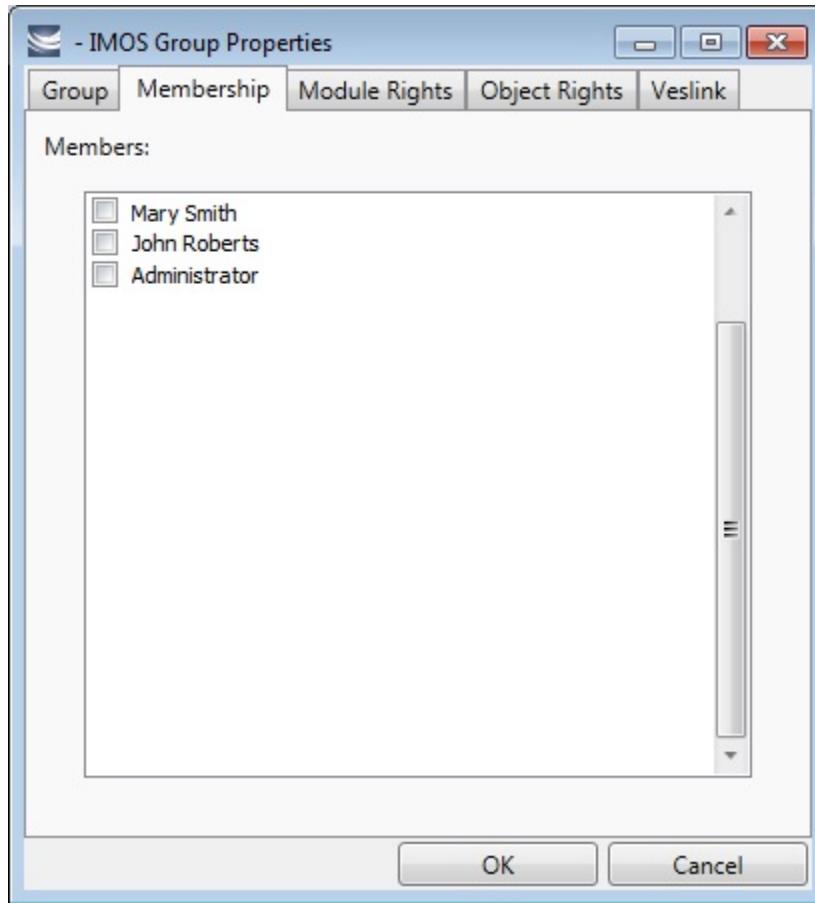 - IMOS Group Properties
Group Membership Module Rights Object Rights Veslink
Members:
Mary Smith
John Roberts
Administrator
OK Cancel